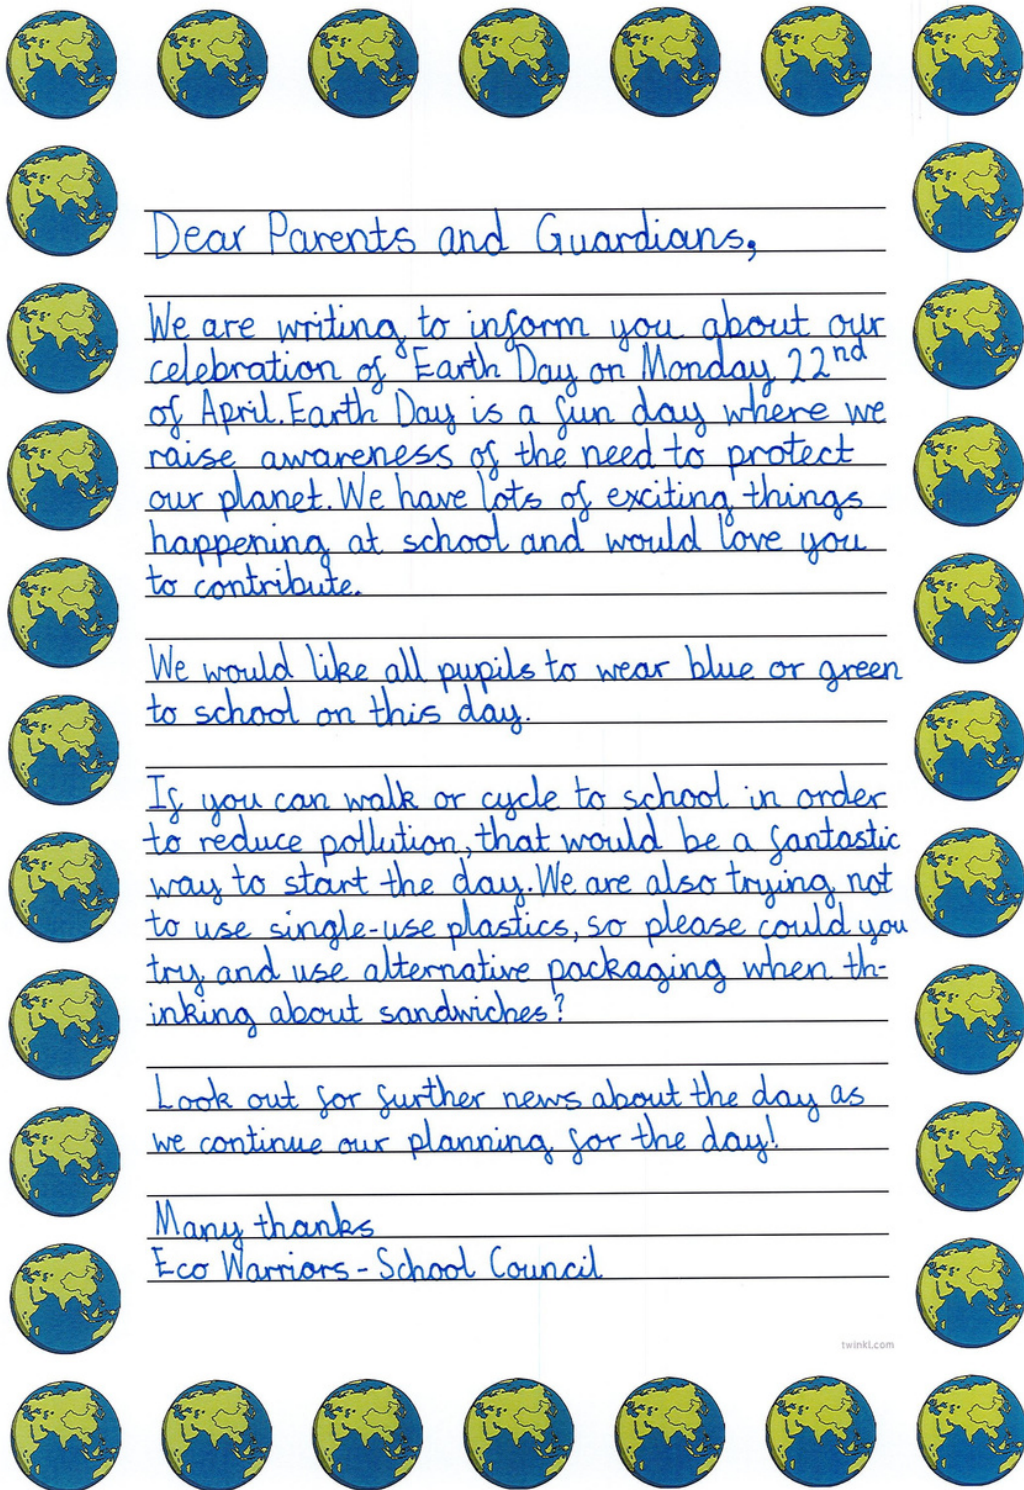 Dear Parents and Guardians,
We are writing to inform you about our
celebration of Earth Day on Monday 22nd
of April. Earth Day is a fun day where we
raise awareness of the need to protect
our planet. We have lots of exciting things
happening at school and would love you
to contribute.
We would like all pupils to wear blue or green
to school on this day.
If you can walk or cycle to school in order
to reduce pollution, that would be a fantastic
way to start the day. We are also trying not
to use single-use plastics, so please could you
try and use alternative packaging when th-
inking about sandwiches?
Look out for further news about the day as
we continue our planning for the day!
Many thanks
Eco Warriors - School Council
twinkl.com